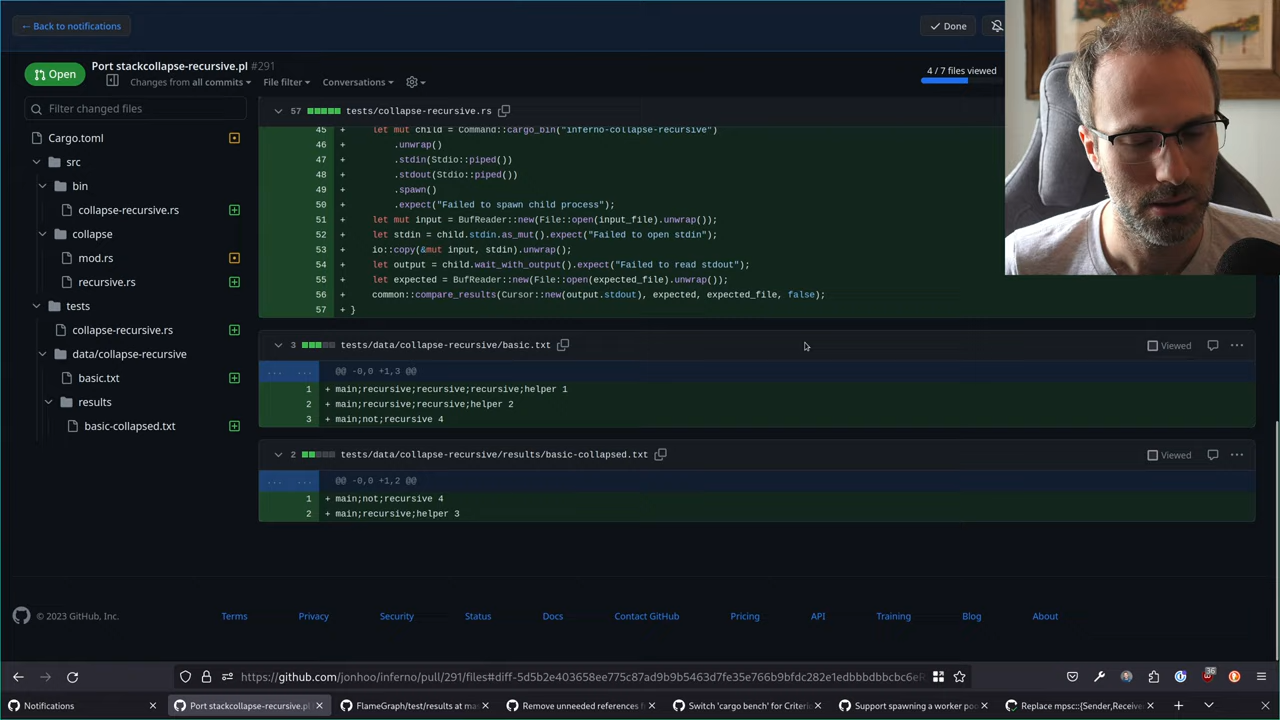 ← Back to notifications
Done
Open
Port stackcollapse-recursive.pl #291
Changes from all commits
File filter
Conversations
4 / 7 files viewed
Filter changed files
Cargo.toml
src
bin
collapse-recursive.rs
collapse
mod.rs
recursive.rs
tests
collapse-recursive.rs
data/collapse-recursive
basic.txt
results
basic-collapsed.txt
57 tests/collapse-recursive.rs
45 + let mut child = Command::cargo_bin("inferno-collapse-recursive")
46 + .unwrap()
47 + .stdin(Stdio::piped())
48 + .stdout(Stdio::piped())
49 + .spawn()
50 + .expect("Failed to spawn child process");
51 + let mut input = BufReader::new(File::open(input_file).unwrap());
52 + let stdin = child.stdin.as_mut().expect("Failed to open stdin");
53 + io::copy(&mut input, stdin).unwrap();
54 + let output = child.wait_with_output().expect("Failed to read stdout");
55 + let expected = BufReader::new(File::open(expected_file).unwrap());
56 + common::compare_results(Cursor::new(output.stdout), expected, expected_file, false);
57 + }
3 tests/data/collapse-recursive/basic.txt
Viewed
... ... @@ -0,0 +1,3 @@
1 + main;recursive;recursive;recursive;helper 1
2 + main;recursive;recursive;helper 2
3 + main;not;recursive 4
2 tests/data/collapse-recursive/results/basic-collapsed.txt
Viewed
... ... @@ -0,0 +1,2 @@
1 + main;not;recursive 4
2 + main;recursive;helper 3
© 2023 GitHub, Inc.
Terms
Privacy
Security
Status
Docs
Contact GitHub
Pricing
API
Training
Blog
About
https://github.com/jonhoo/inferno/pull/291/files#diff-5d5b2e403658ee775c87ad9b9b5463d7fe35e766b9bfdc282e1edbbbdbbcbc6eR
36
Notifications
Port stackcollapse-recursive.pl
FlameGraph/test/results at ma
Remove unneeded references
Switch 'cargo bench' for Criteri
Support spawning a worker poo
Replace mpsc::{Sender,Receiver